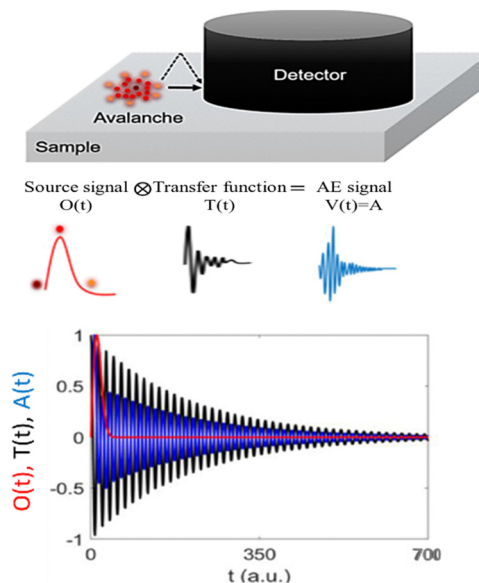 Detector
Avalanche
Sample
Source signal ⊗ Transfer function = AE signal
O(t) T(t) V(t)=A
O(t), T(t), A(t)
1
0.5
0
-0.5
-1
0 350 700
t (a.u.)